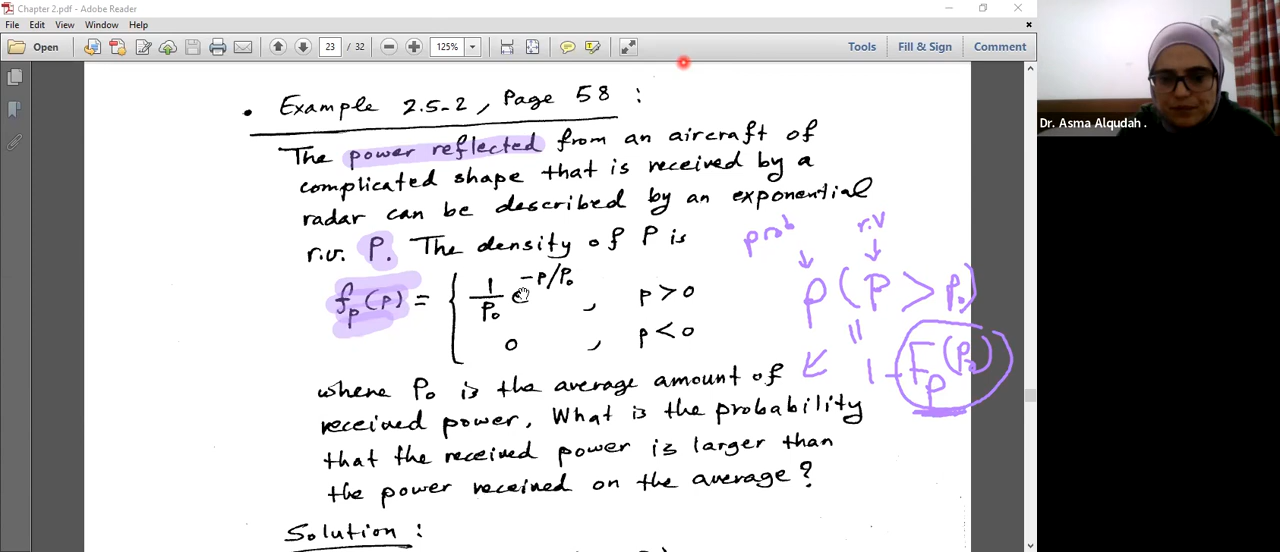 Chapter 2.pdf - Adobe Reader
File Edit View Window Help
Open 23 / 32 125% Tools Fill & Sign Comment
Dr. Asma Alqudah .
• Example 2.5-2, Page 58 :
The power reflected from an aircraft of
complicated shape that is received by a
radar can be described by an exponential
r.v. P. The density of P is
prob r.v
f_P(p) = { 1/P₀ e^(-p/P₀) , p > 0
0 , p < 0
p(P > P₀)
=
1 - F_P(P₀)
where P₀ is the average amount of
received power. What is the probability
that the received power is larger than
the power received on the average?
Solution :